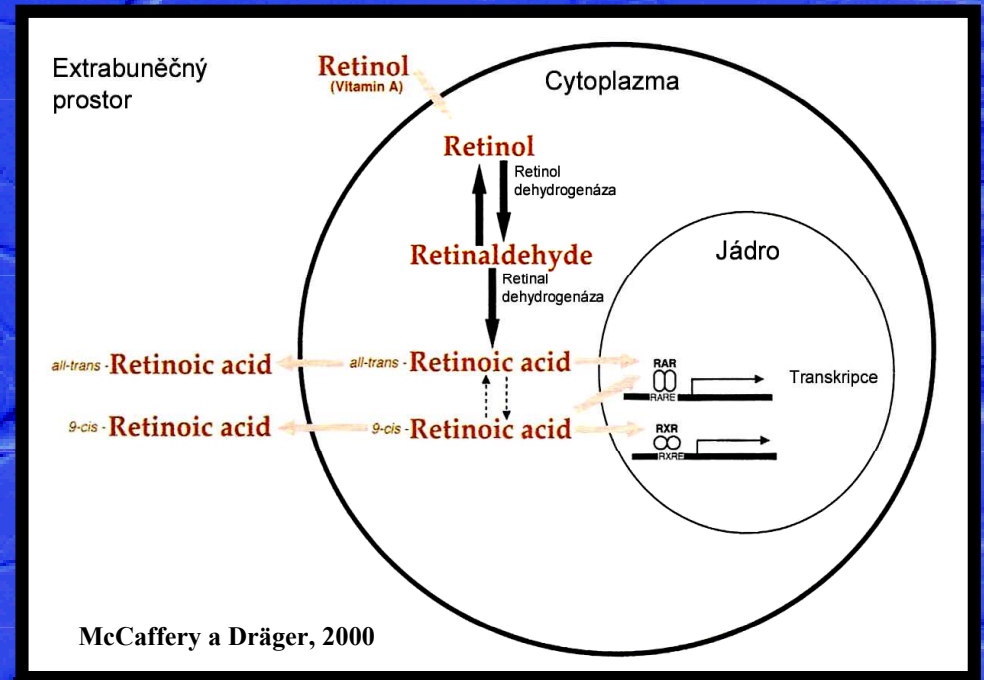 Extrabuněčný
prostor
Retinol
(Vitamin A)
Cytoplazma
Retinol
Retinol
dehydrogenáza
Retinaldehyde
Retinal
dehydrogenáza
Jádro
all-trans - Retinoic acid
all-trans - Retinoic acid
RAR
RARE
Transkripce
9-cis - Retinoic acid
9-cis - Retinoic acid
RXR
RXRE
McCaffery a Dräger, 2000